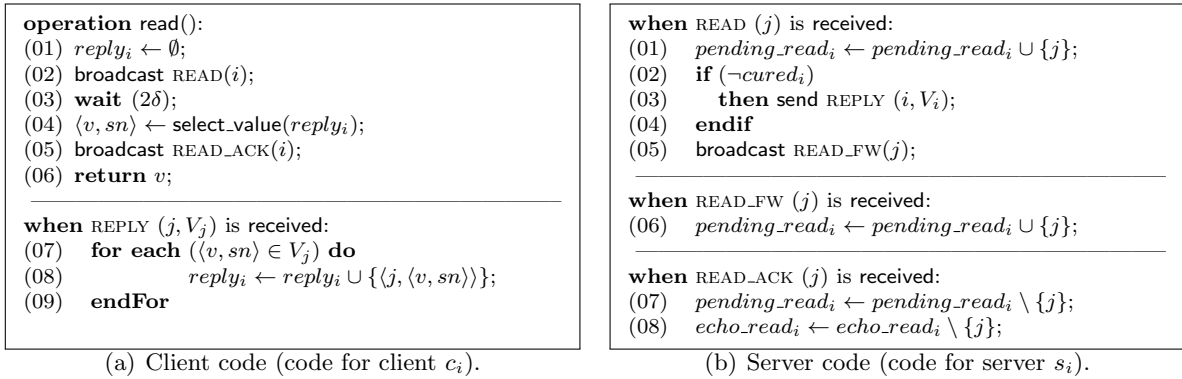 operation read():
(01) reply_i ← ∅;
(02) broadcast READ(i);
(03) wait (2δ);
(04) ⟨v, sn⟩ ← select_value(reply_i);
(05) broadcast READ_ACK(i);
(06) return v;
when REPLY (j, V_j) is received:
(07) for each (⟨v, sn⟩ ∈ V_j) do
(08) reply_i ← reply_i ∪ {⟨j, ⟨v, sn⟩⟩};
(09) endFor
(a) Client code (code for client c_i).
when READ (j) is received:
(01) pending_read_i ← pending_read_i ∪ {j};
(02) if (¬cured_i)
(03) then send REPLY (i, V_i);
(04) endif
(05) broadcast READ_FW(j);
when READ_FW (j) is received:
(06) pending_read_i ← pending_read_i ∪ {j};
when READ_ACK (j) is received:
(07) pending_read_i ← pending_read_i \ {j};
(08) echo_read_i ← echo_read_i \ {j};
(b) Server code (code for server s_i).